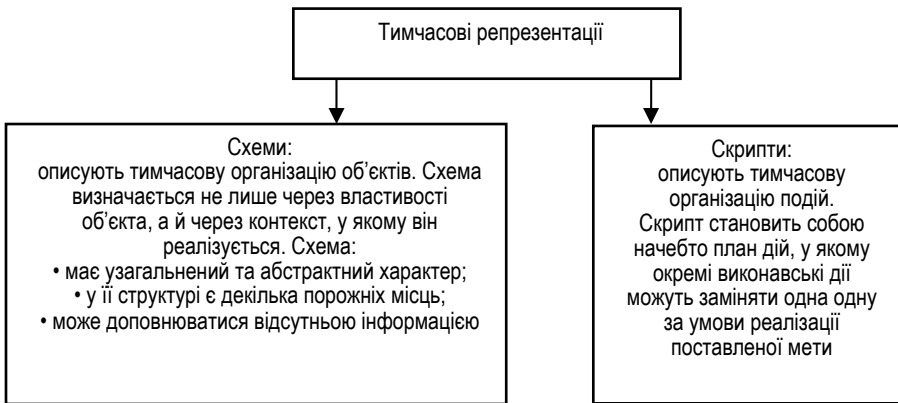 Тимчасові репрезентації
Схеми:
описують тимчасову організацію об’єктів. Схема
визначається не лише через властивості
об’єкта, а й через контекст, у якому він
реалізується. Схема:
• має узагальнений та абстрактний характер;
• у її структурі є декілька порожніх місць;
• може доповнюватися відсутньою інформацією
Скрипти:
описують тимчасову
організацію подій.
Скрипт становить собою
начебто план дій, у якому
окремі виконавські дії
можуть заміняти одна одну
за умови реалізації
поставленої мети